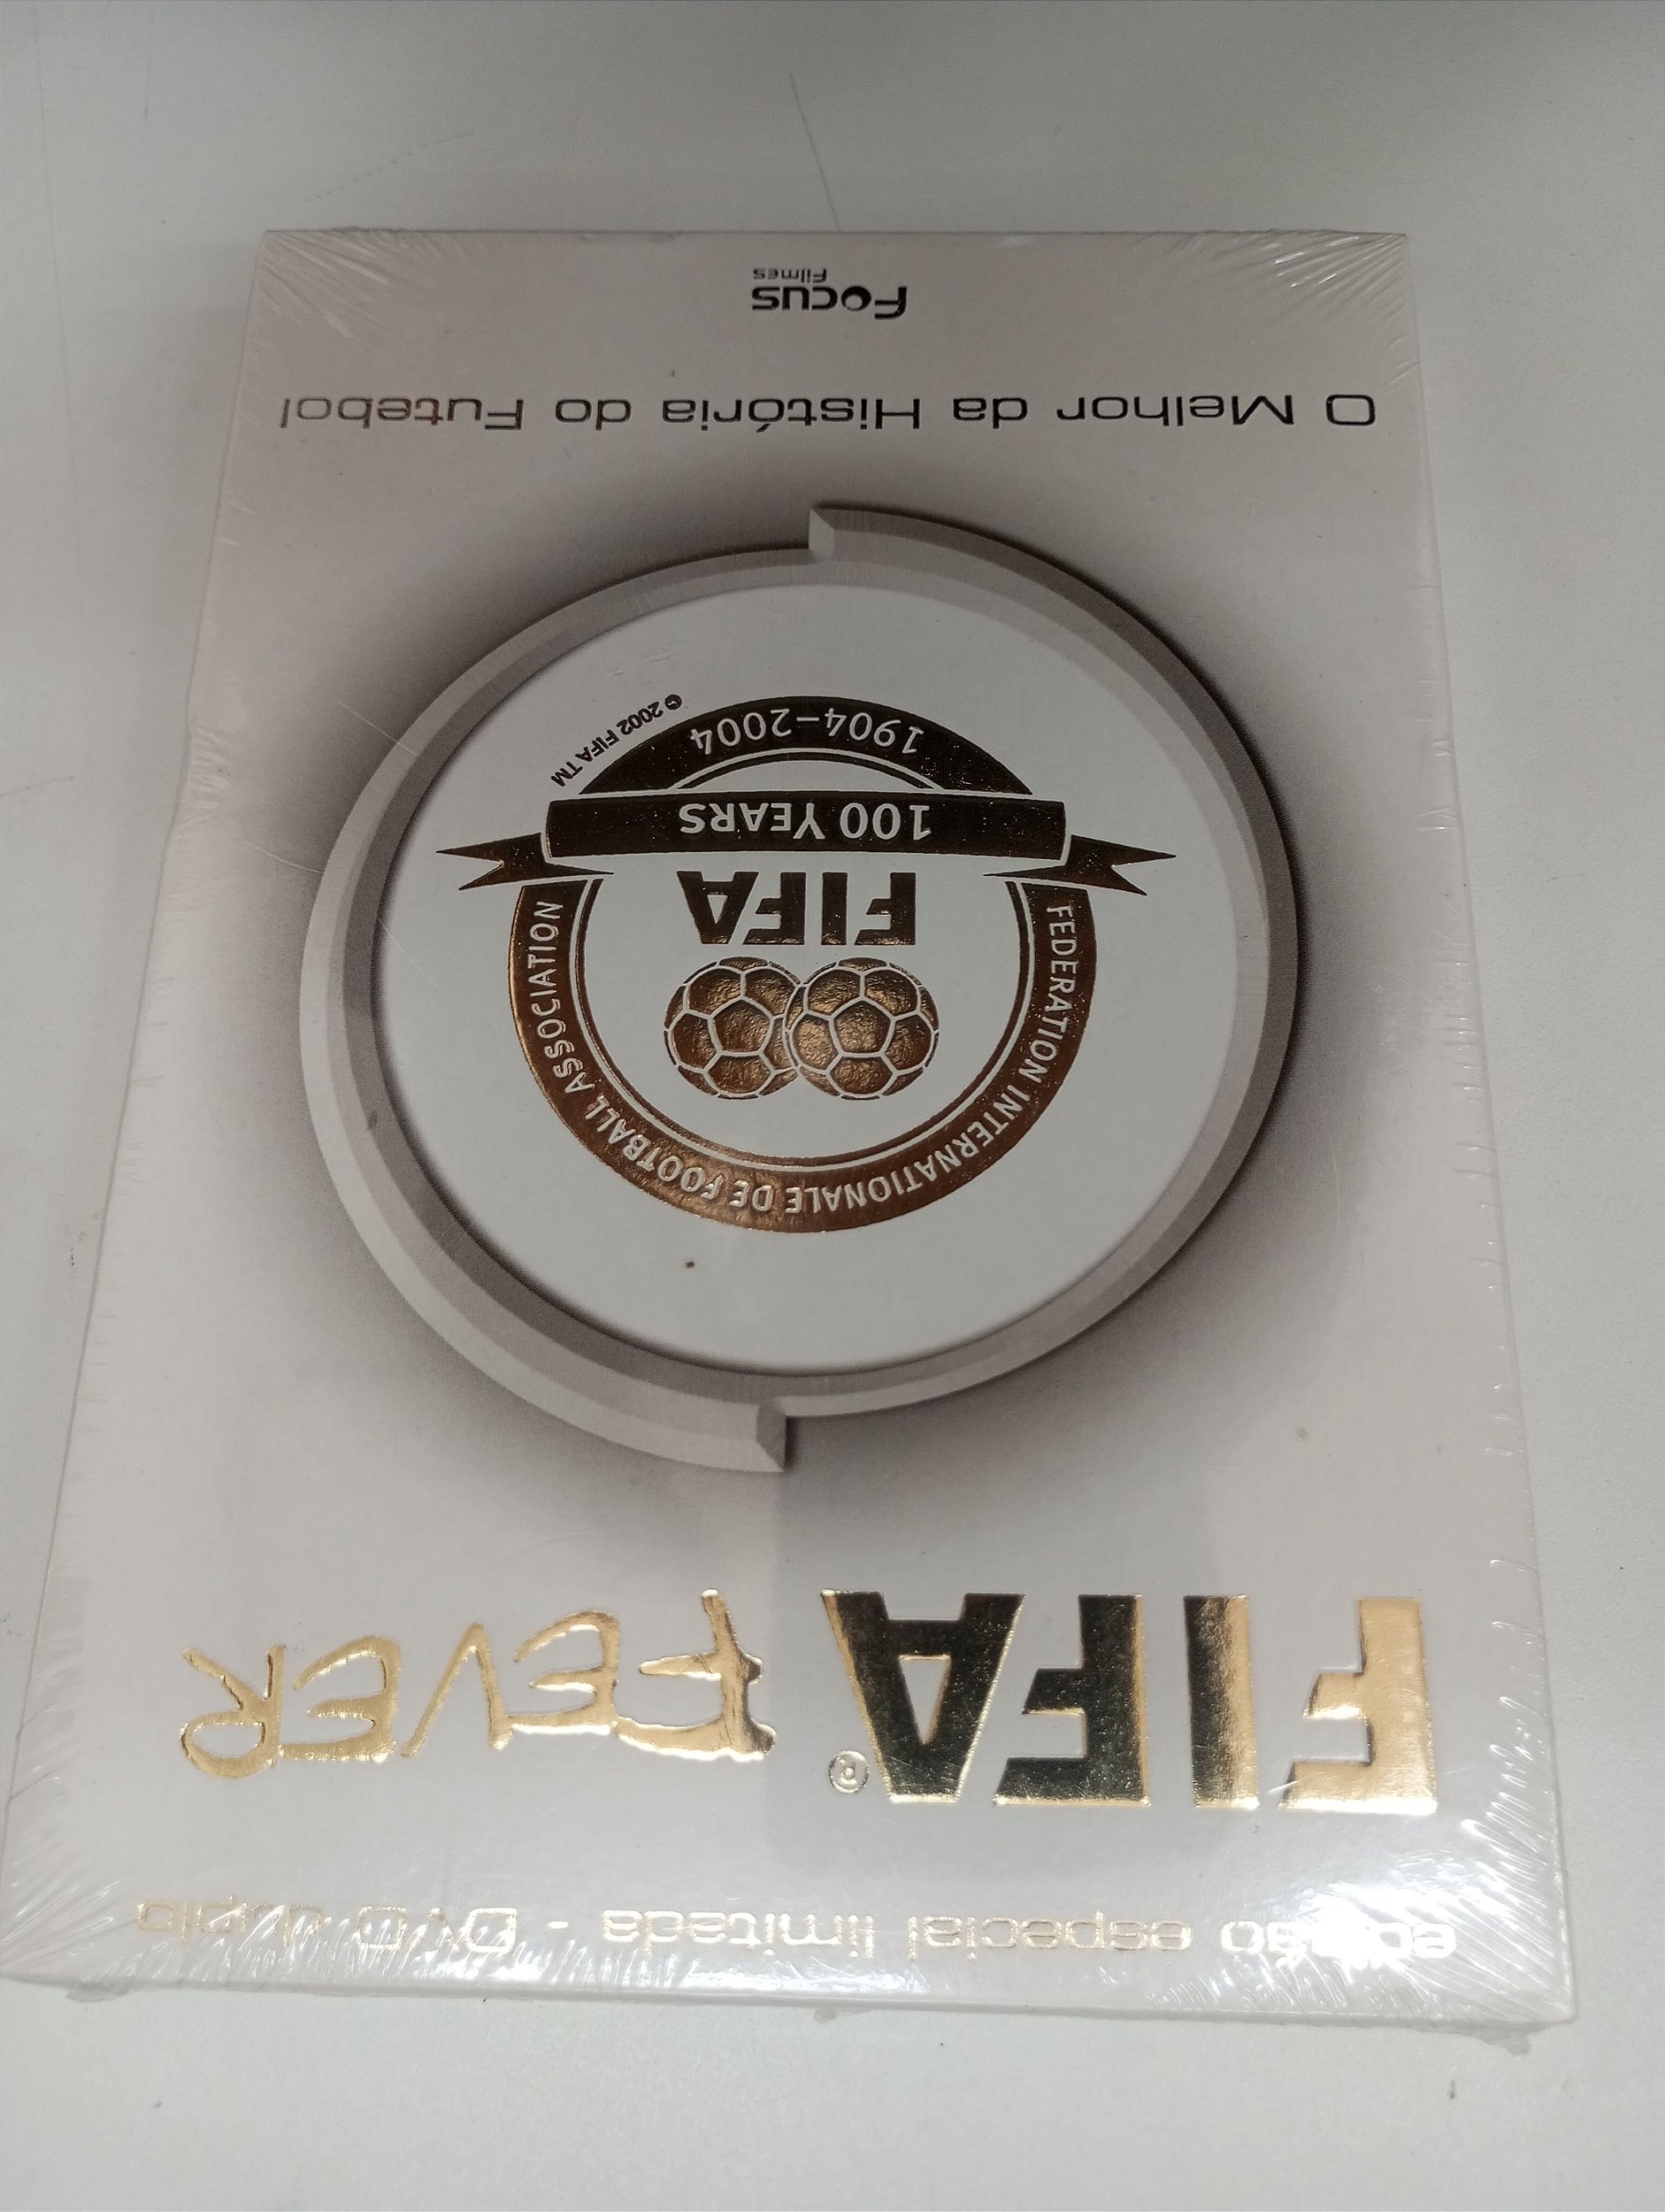 edição especial limitada - DVD duplo
FIFA® FEVER
FEDERATION INTERNATIONALE DE FOOTBALL ASSOCIATION
FIFA
100 YEARS
1904-2004
© 2002 FIFA TM
O Melhor da História do Futebol
Focus
Filmes